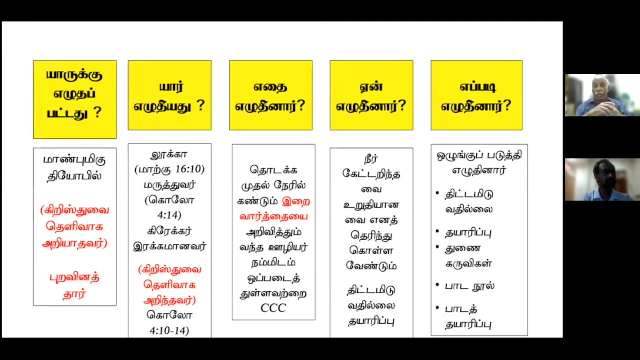 யாருக்கு
எழுதப்
பட்டது ?
மாண்புமிகு
தியோபில்
(கிறிஸ்துவை
தெளிவாக
அறியாதவர்)
புறவினத்
தார்
யார்
எழுதீயது ?
லூக்கா
(மாற்கு 16:10)
மருத்துவர்
(கொலோ
4:14)
கிரேக்கர்
இரக்கமானவர்
(கிறிஸ்துவை
தெளிவாக
அறிந்தவர்)
கொலோ
4:10-14)
எதை
எழுதீனார்?
தொடக்க
முதல் நேரில்
கண்டும் இறை
வார்த்தையை
அறிவித்தும்
வந்த ஊழியர்
நம்மிடம்
ஒப்படைத்
துள்ளவற்றை
CCC
ஏன்
எழுதீனார்?
நீர்
கேட்டறிந்த
வை
உறுதியான
வை எனத்
தெரிந்து
கொள்ள
வேண்டும்
திட்டமிடு
வதில்லை
தயாரிப்பு
எப்படி
எழுதீனார்?
ஒழுங்குப் படுத்தி
எழுதினார்
• திட்டமிடு
வதில்லை
• தயாரிப்பு
• துணை
கருவிகள்
• பாட நூல்
• பாடத்
தயாரிப்பு